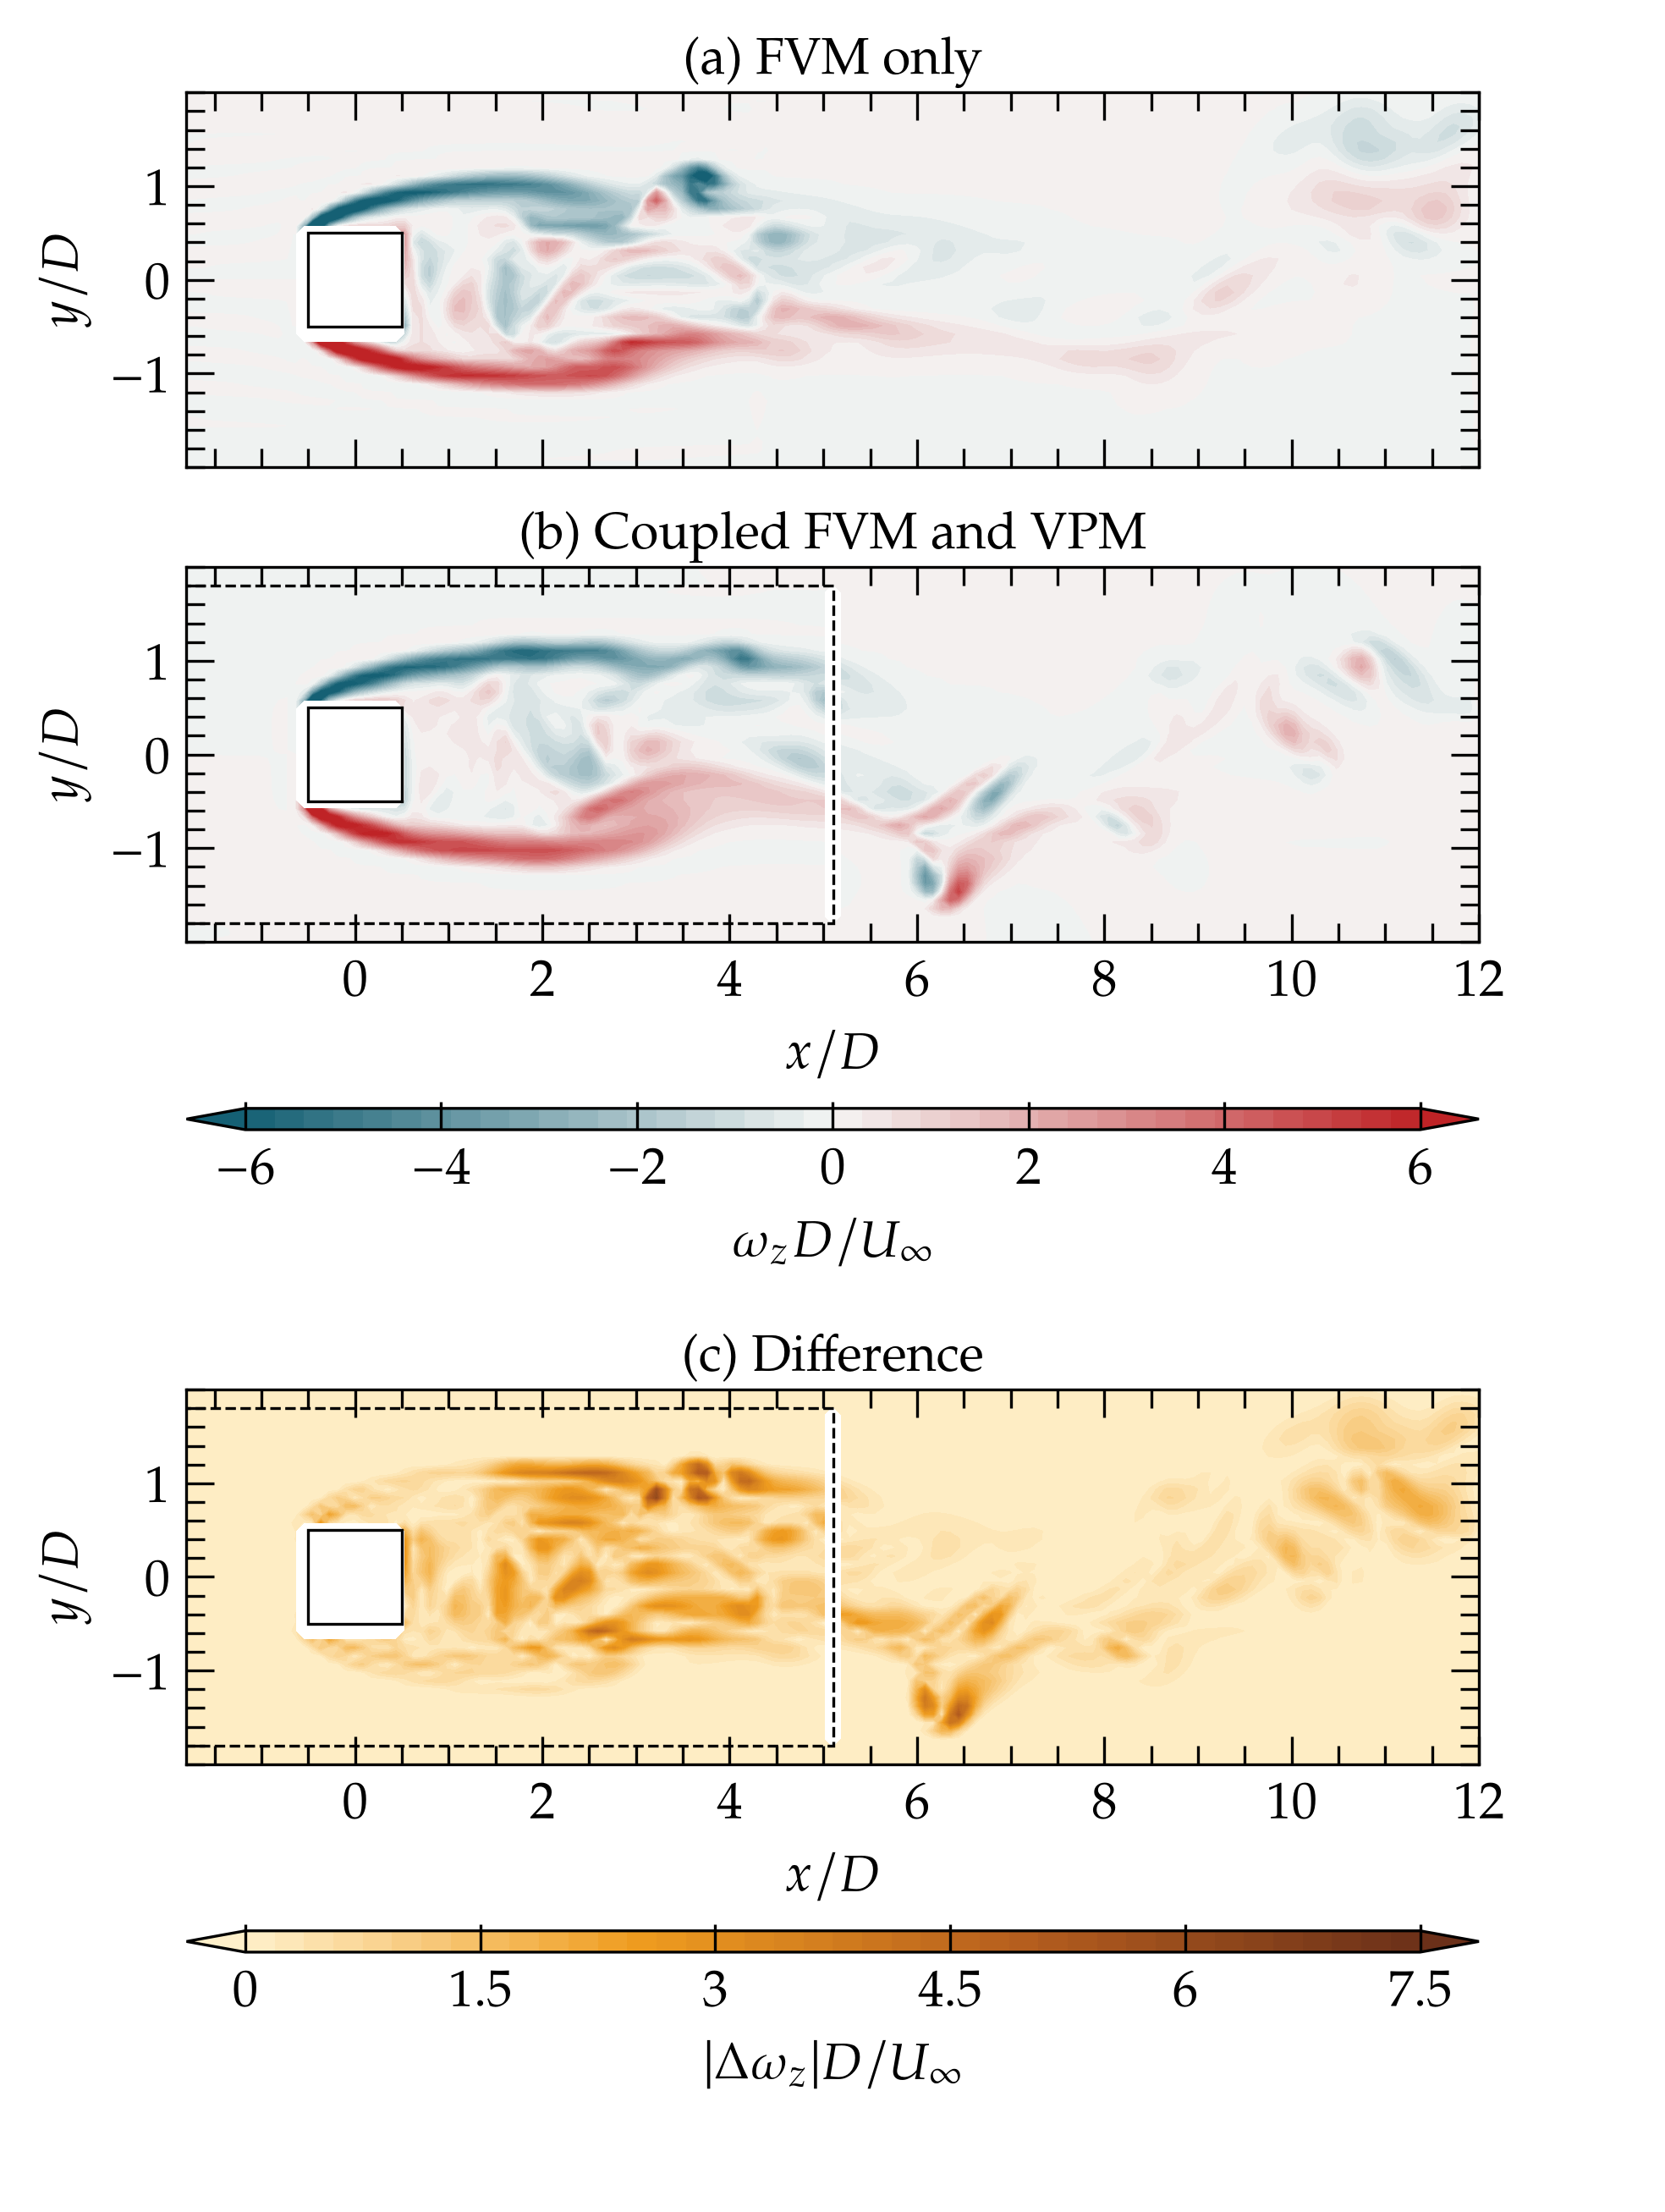 (a) FVM only
1
0
−1
y/D
(b) Coupled FVM and VPM
1
0
−1
y/D
0 2 4 6 8 10 12
x/D
−6 −4 −2 0 2 4 6
ω_z D/U_∞
(c) Difference
1
0
−1
y/D
0 2 4 6 8 10 12
x/D
0 1.5 3 4.5 6 7.5
|Δω_z|D/U_∞